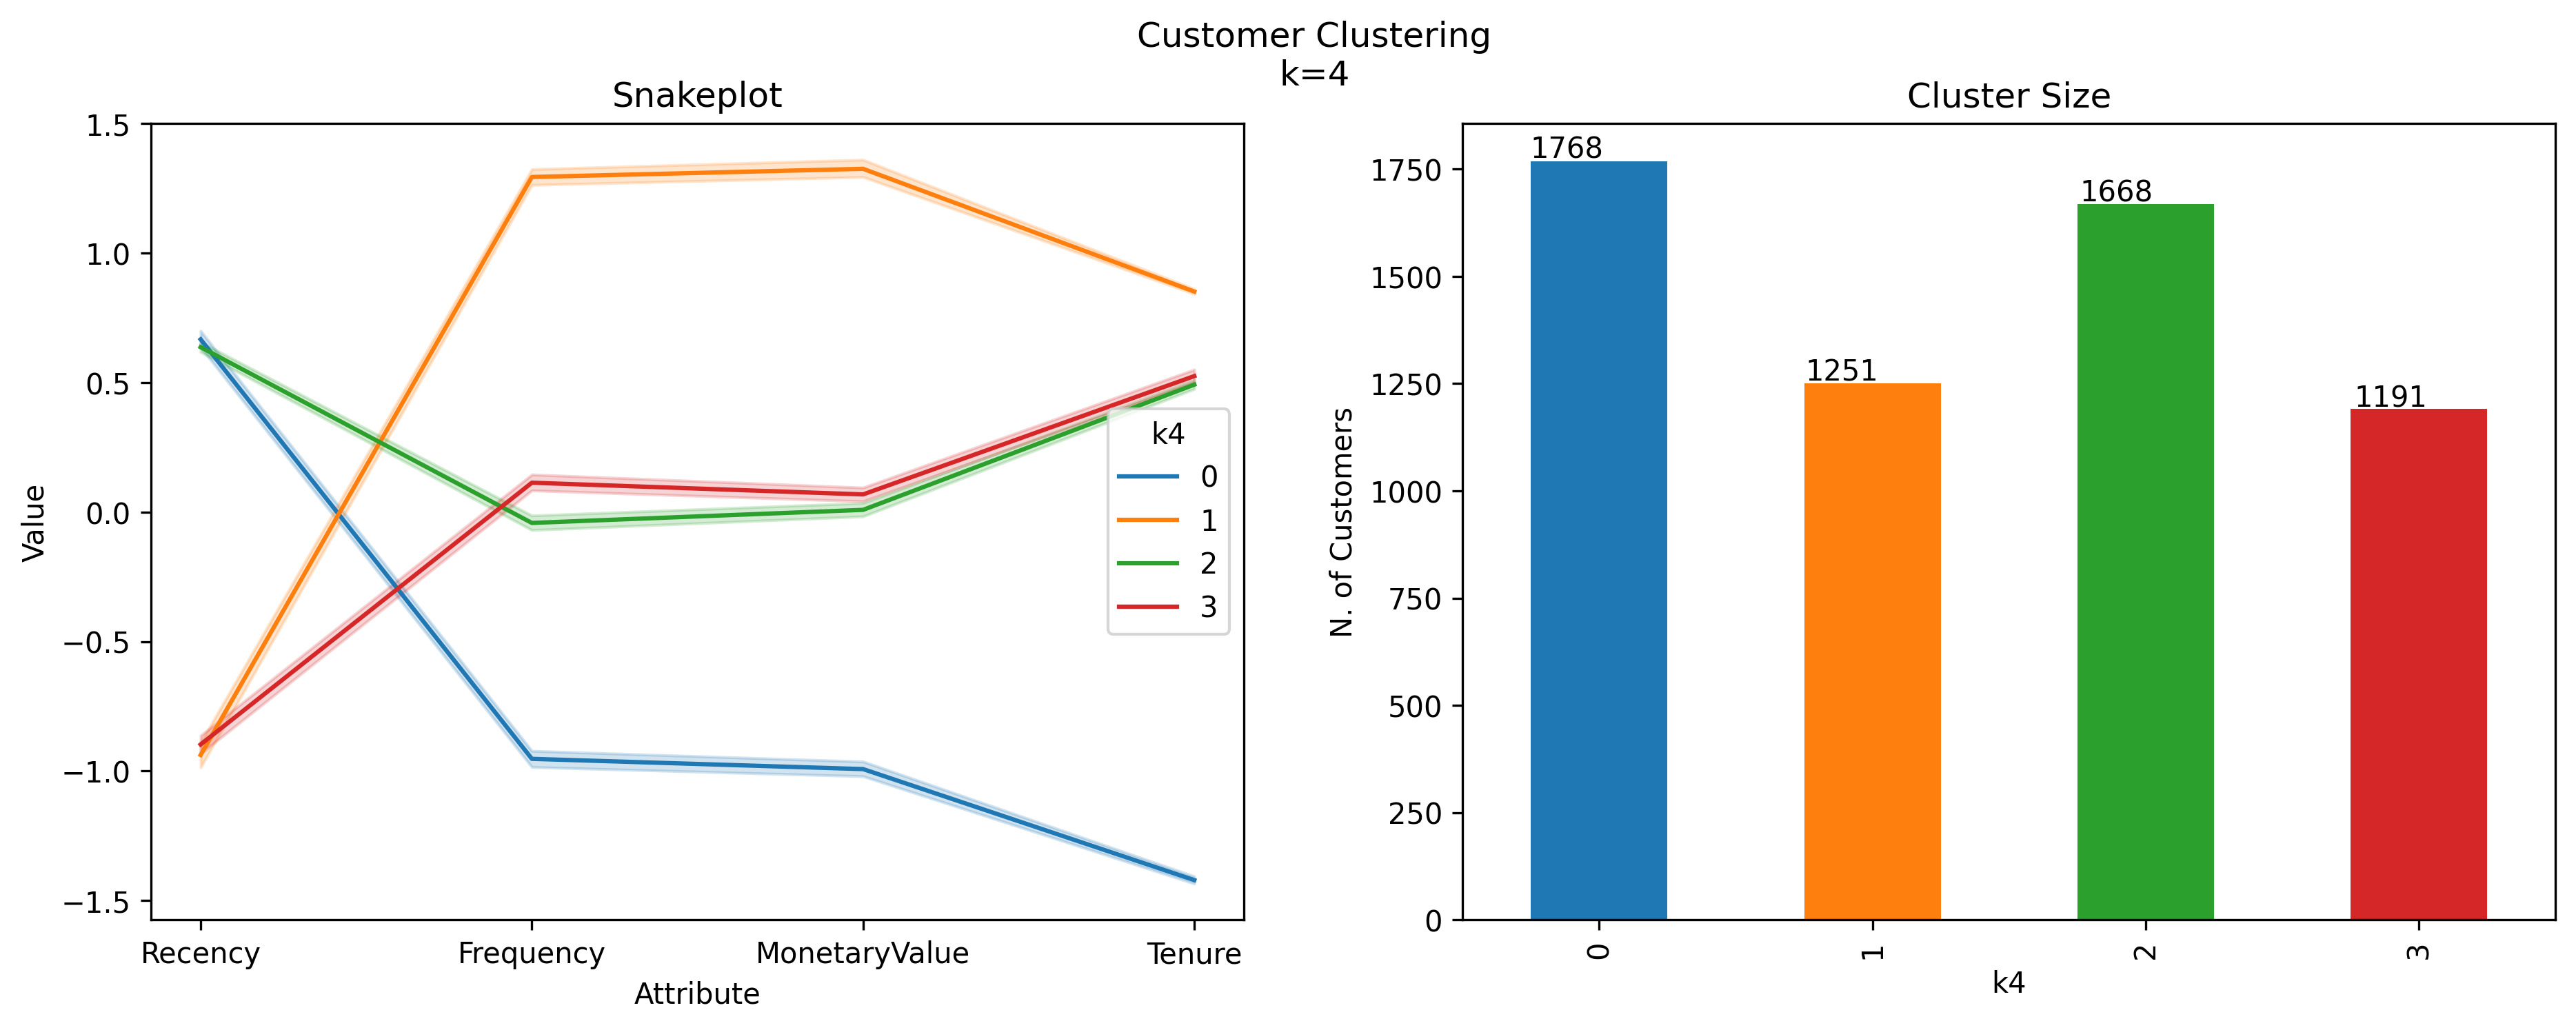 Customer Clustering
k=4
Snakeplot
1.5
1.0
0.5
0.0
−0.5
−1.0
−1.5
Value
Recency Frequency MonetaryValue Tenure
Attribute
k4
0
1
2
3
Cluster Size
1768
1251
1668
1191
1750
1500
1250
1000
750
500
250
0
N. of Customers
0 1 2 3
k4